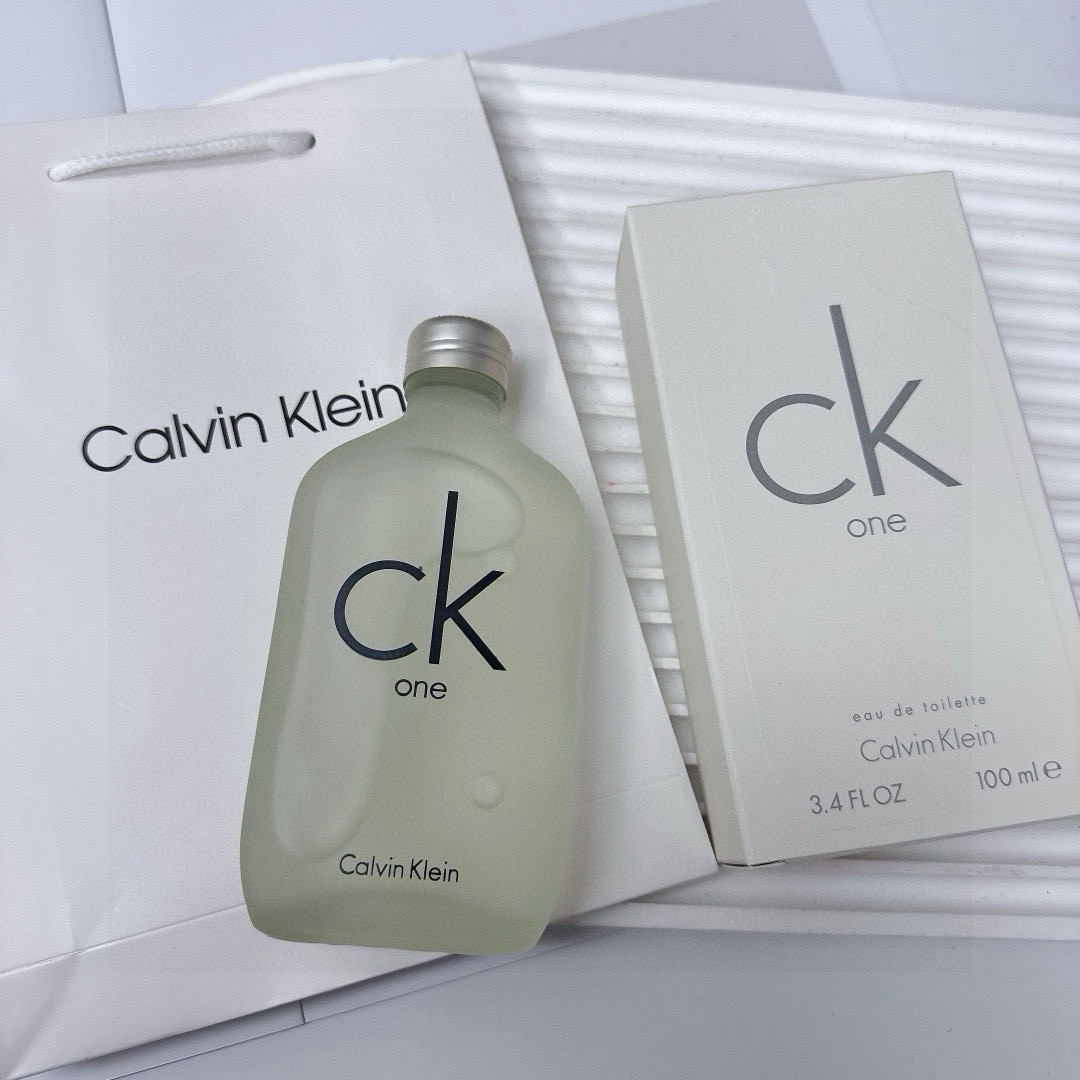 Calvin Klein
ck
one
Calvin Klein
ck
one
eau de toilette
Calvin Klein
3.4 FL OZ 100 ml ℮